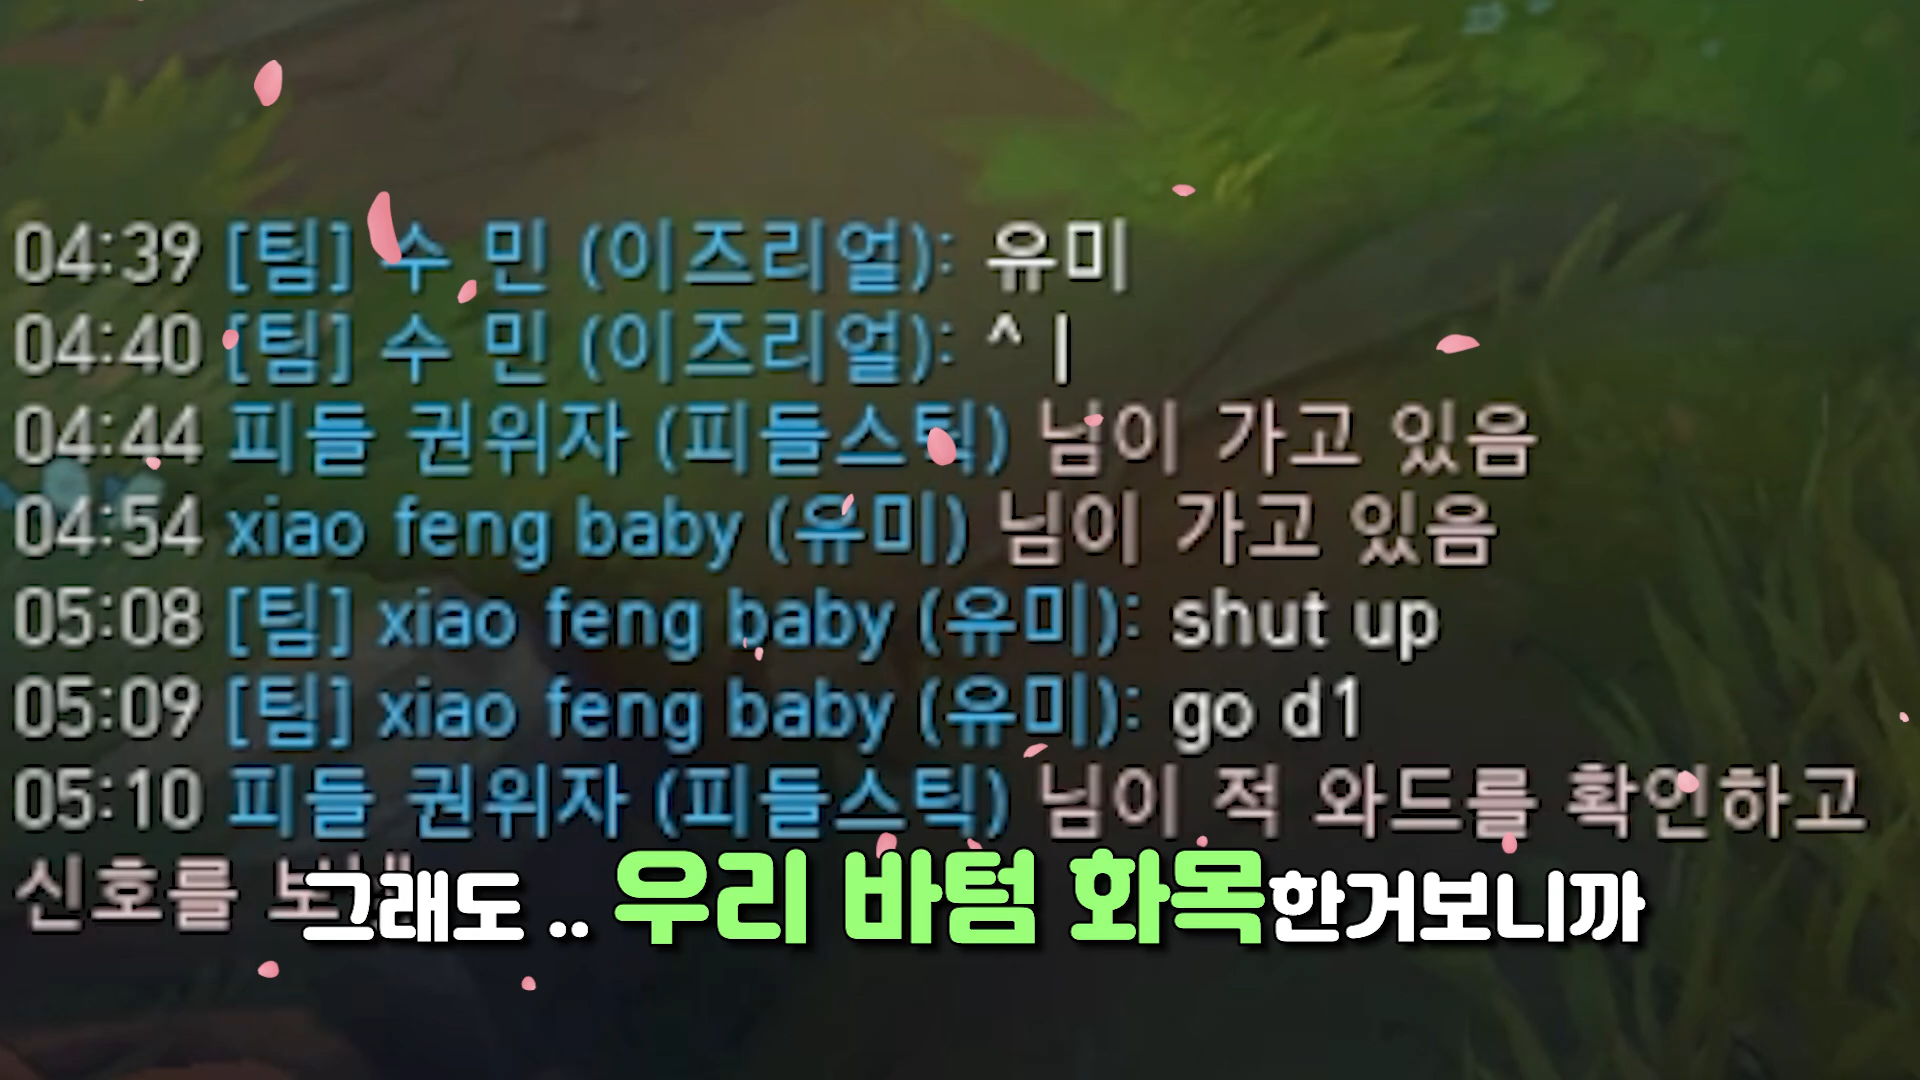 04:39 [팀] 수 민 (이즈리얼): 유미
04:40 [팀] 수 민 (이즈리얼): ^ |
04:44 피들 권위자 (피들스틱) 님이 가고 있음
04:54 xiao feng baby (유미) 님이 가고 있음
05:08 [팀] xiao feng baby (유미): shut up
05:09 [팀] xiao feng baby (유미): go d1
05:10 피들 권위자 (피들스틱) 님이 적 와드를 확인하고
신호를
그래도 .. 우리 바텀 화목한거보니까